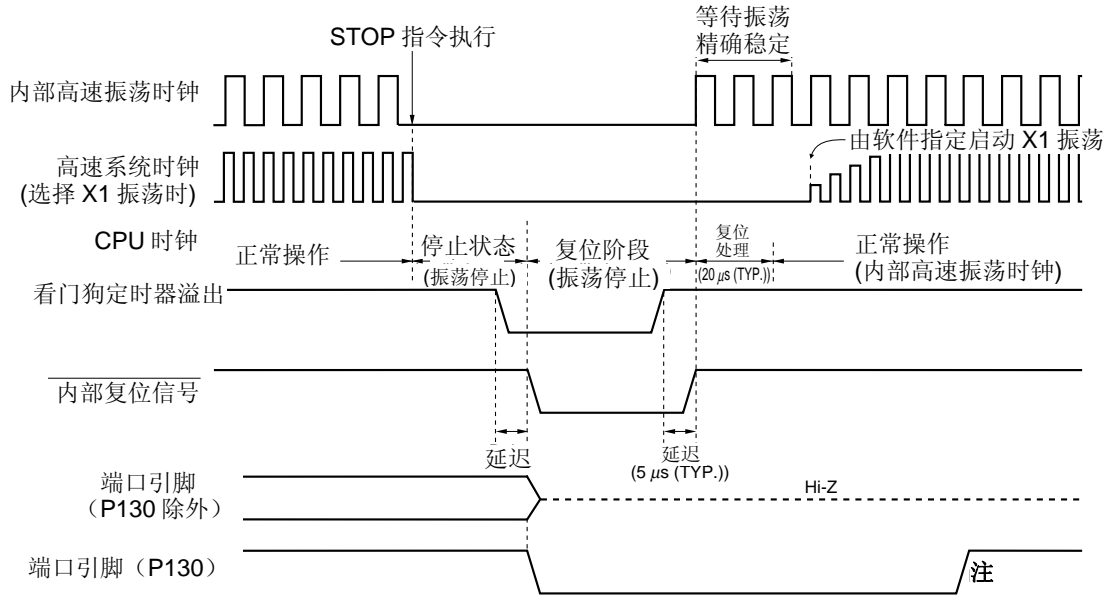 等待振荡
精确稳定
STOP 指令执行
内部高速振荡时钟
由软件指定启动 X1 振荡
高速系统时钟
(选择 X1 振荡时)
CPU 时钟
正常操作
停止状态
(振荡停止)
复位阶段
(振荡停止)
复位
处理
(20 μs (TYP.))
正常操作
(内部高速振荡时钟)
看门狗定时器溢出
内部复位信号
延迟
延迟
(5 μs (TYP.))
端口引脚
（P130 除外）
Hi-Z
端口引脚（P130）
注